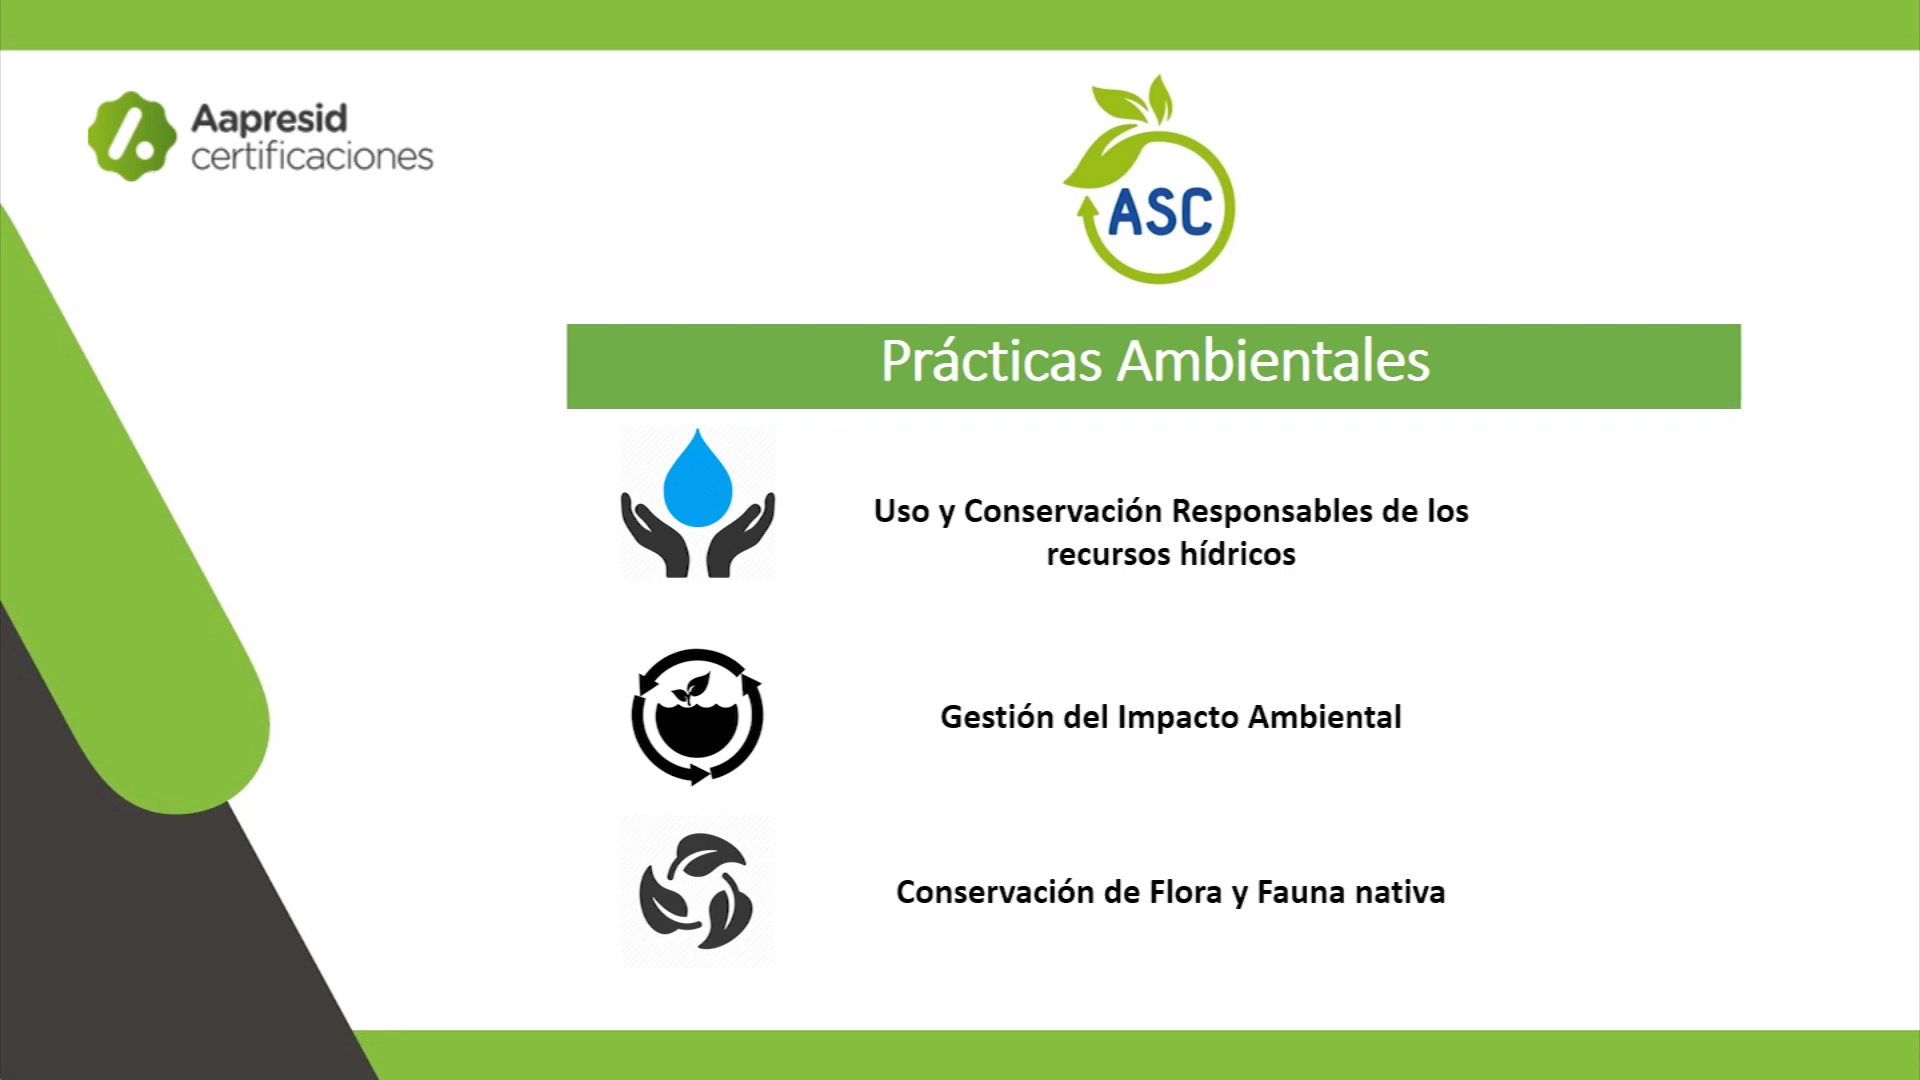 Aapresid
certificaciones
ASC
Prácticas Ambientales
Uso y Conservación Responsables de los
recursos hídricos
Gestión del Impacto Ambiental
Conservación de Flora y Fauna nativa